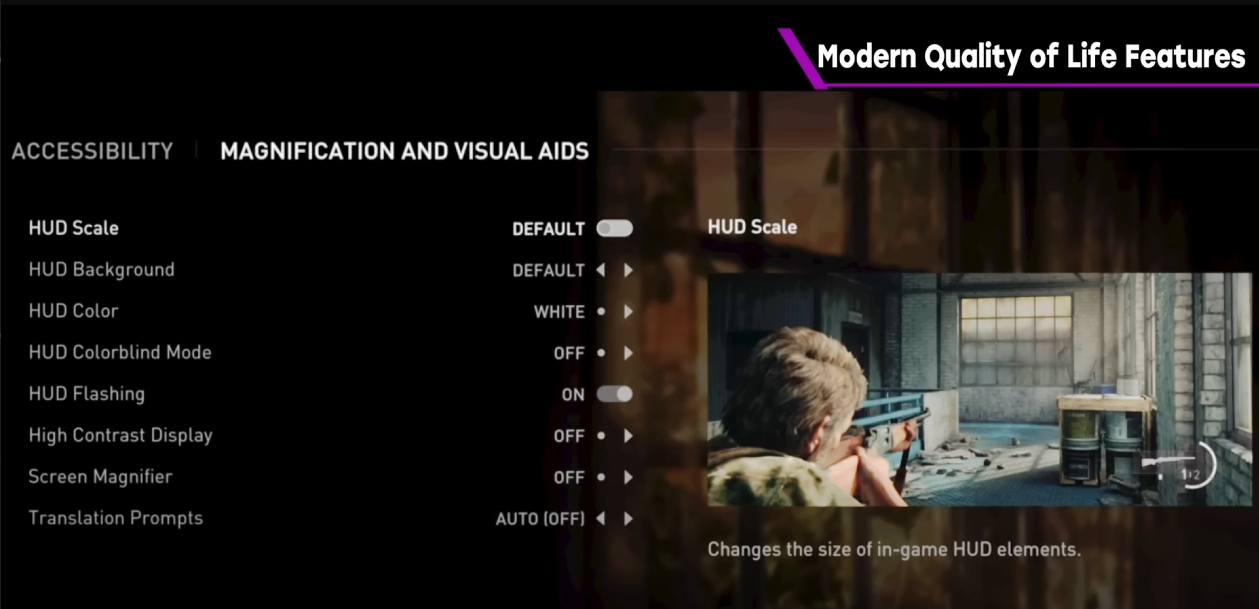 Modern Quality of Life Features
ACCESSIBILITY MAGNIFICATION AND VISUAL AIDS
HUD Scale DEFAULT
HUD Background DEFAULT
HUD Color WHITE
HUD Colorblind Mode OFF
HUD Flashing ON
High Contrast Display OFF
Screen Magnifier OFF
Translation Prompts AUTO (OFF)
HUD Scale
Changes the size of in-game HUD elements.